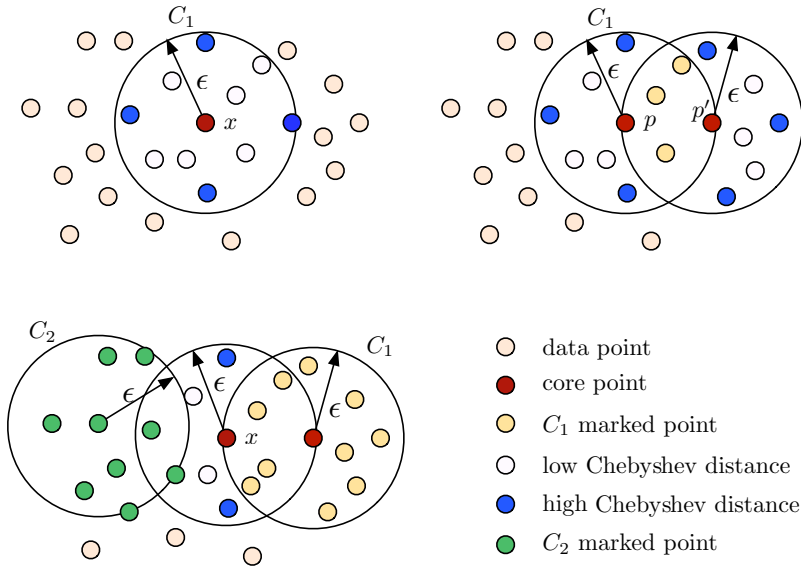 C₁
ϵ
x
C₁
ϵ
p
p′
ϵ
C₂
ϵ
ϵ
x
C₁
ϵ
data point
core point
C₁ marked point
low Chebyshev distance
high Chebyshev distance
C₂ marked point